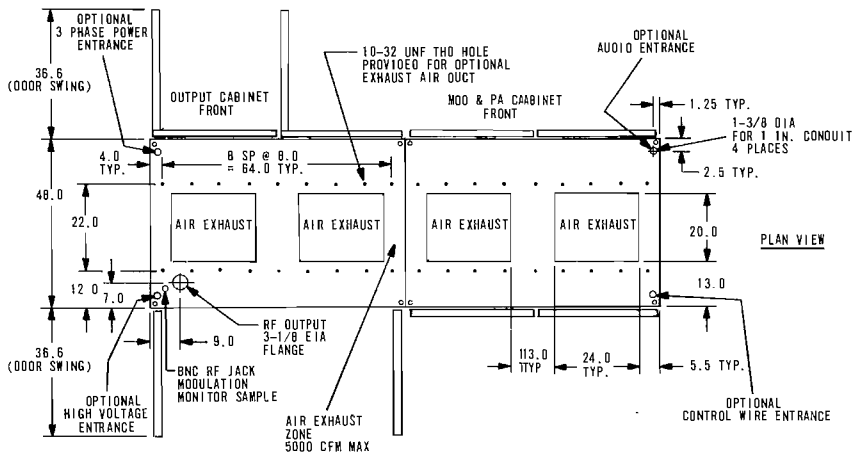 OPTIONAL
3 PHASE POWER
ENTRANCE
36.6
(DOOR SWING)
OUTPUT CABINET
FRONT
10-32 UNF THD HOLE
PROVIDED FOR OPTIONAL
EXHAUST AIR DUCT
MOO & PA CAABINET
FRONT
OPTIONAL
AUDIO ENTRANCE
1.25 TYP.
1-3/8 DIA
FOR 1 IN. CONDUIT
4 PLACES
2.5 TYP.
4.0
TYP.
8 SP @ 8.0
= 64.0 TYP.
48.0
22.0
AIR EXHAUST
AIR EXHAUST
AIR EXHAUST
AIR EXHAUST
20.0
PLAN VIEW
12.0
7.0
13.0
9.0
RF OUTPUT
3-1/8 EIA
FLANGE
36.6
(DOOR SWING)
BNC RF JACK
MODULATION
MONITOR SAMPLE
OPTIONAL
HIGH VOLTAGE
ENTRANCE
AIR EXHAUST
ZONE
5000 CFM MAX
113.0
TTYP
24.0
TYP.
5.5 TYP.
OPTIONAL
CONTROL WIRE ENTRANCE